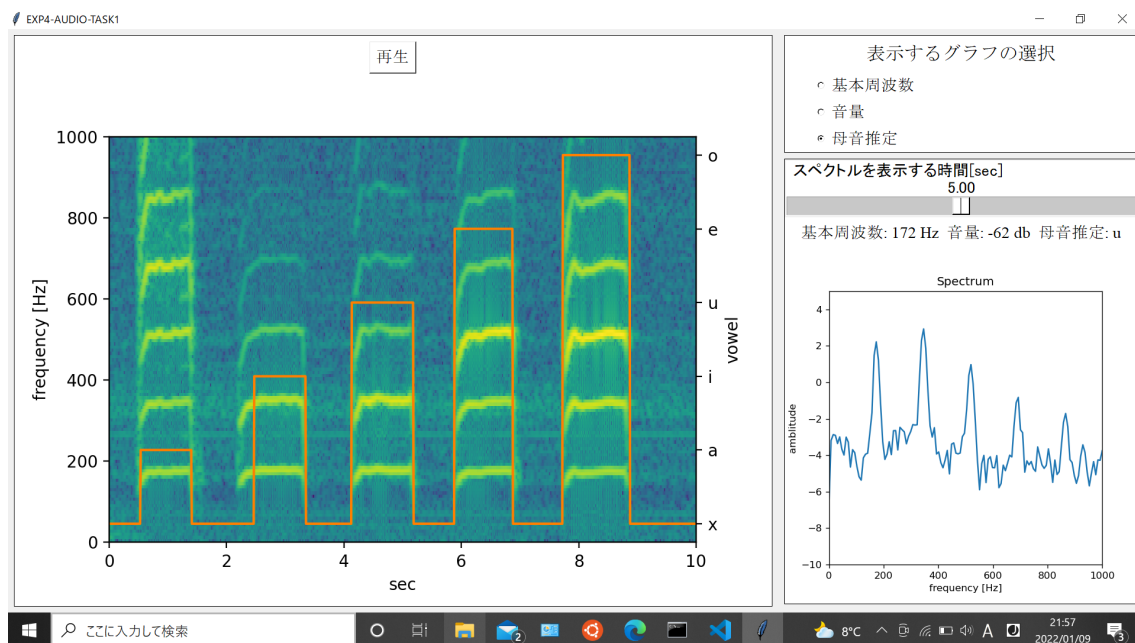 EXP4-AUDIO-TASK1
再生
1000
800
600
400
200
0
frequency [Hz]
0 2 4 6 8 10
sec
o
e
u
i
a
x
vowel
表示するグラフの選択
基本周波数
音量
母音推定
スペクトルを表示する時間[sec]
5.00
基本周波数: 172 Hz 音量: -62 db 母音推定: u
Spectrum
4
2
0
−2
−4
−6
−8
−10
amblitude
0 200 400 600 800 1000
frequency [Hz]
ここに入力して検索
2
8°C
A
21:57
2022/01/09
3